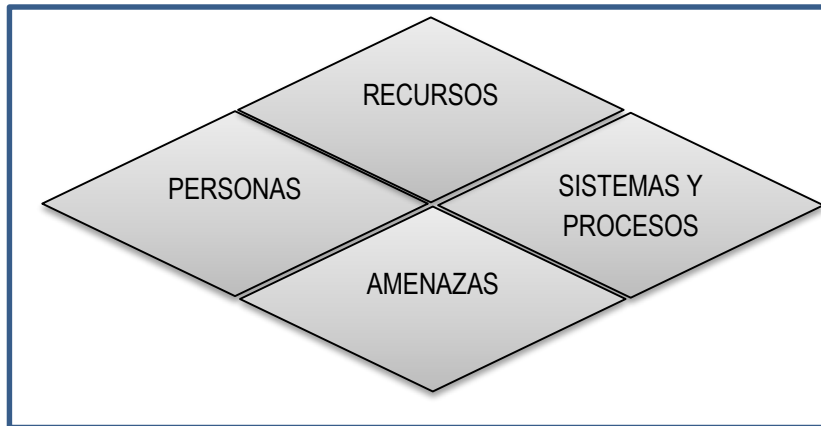 RECURSOS
PERSONAS
SISTEMAS Y
PROCESOS
AMENAZAS